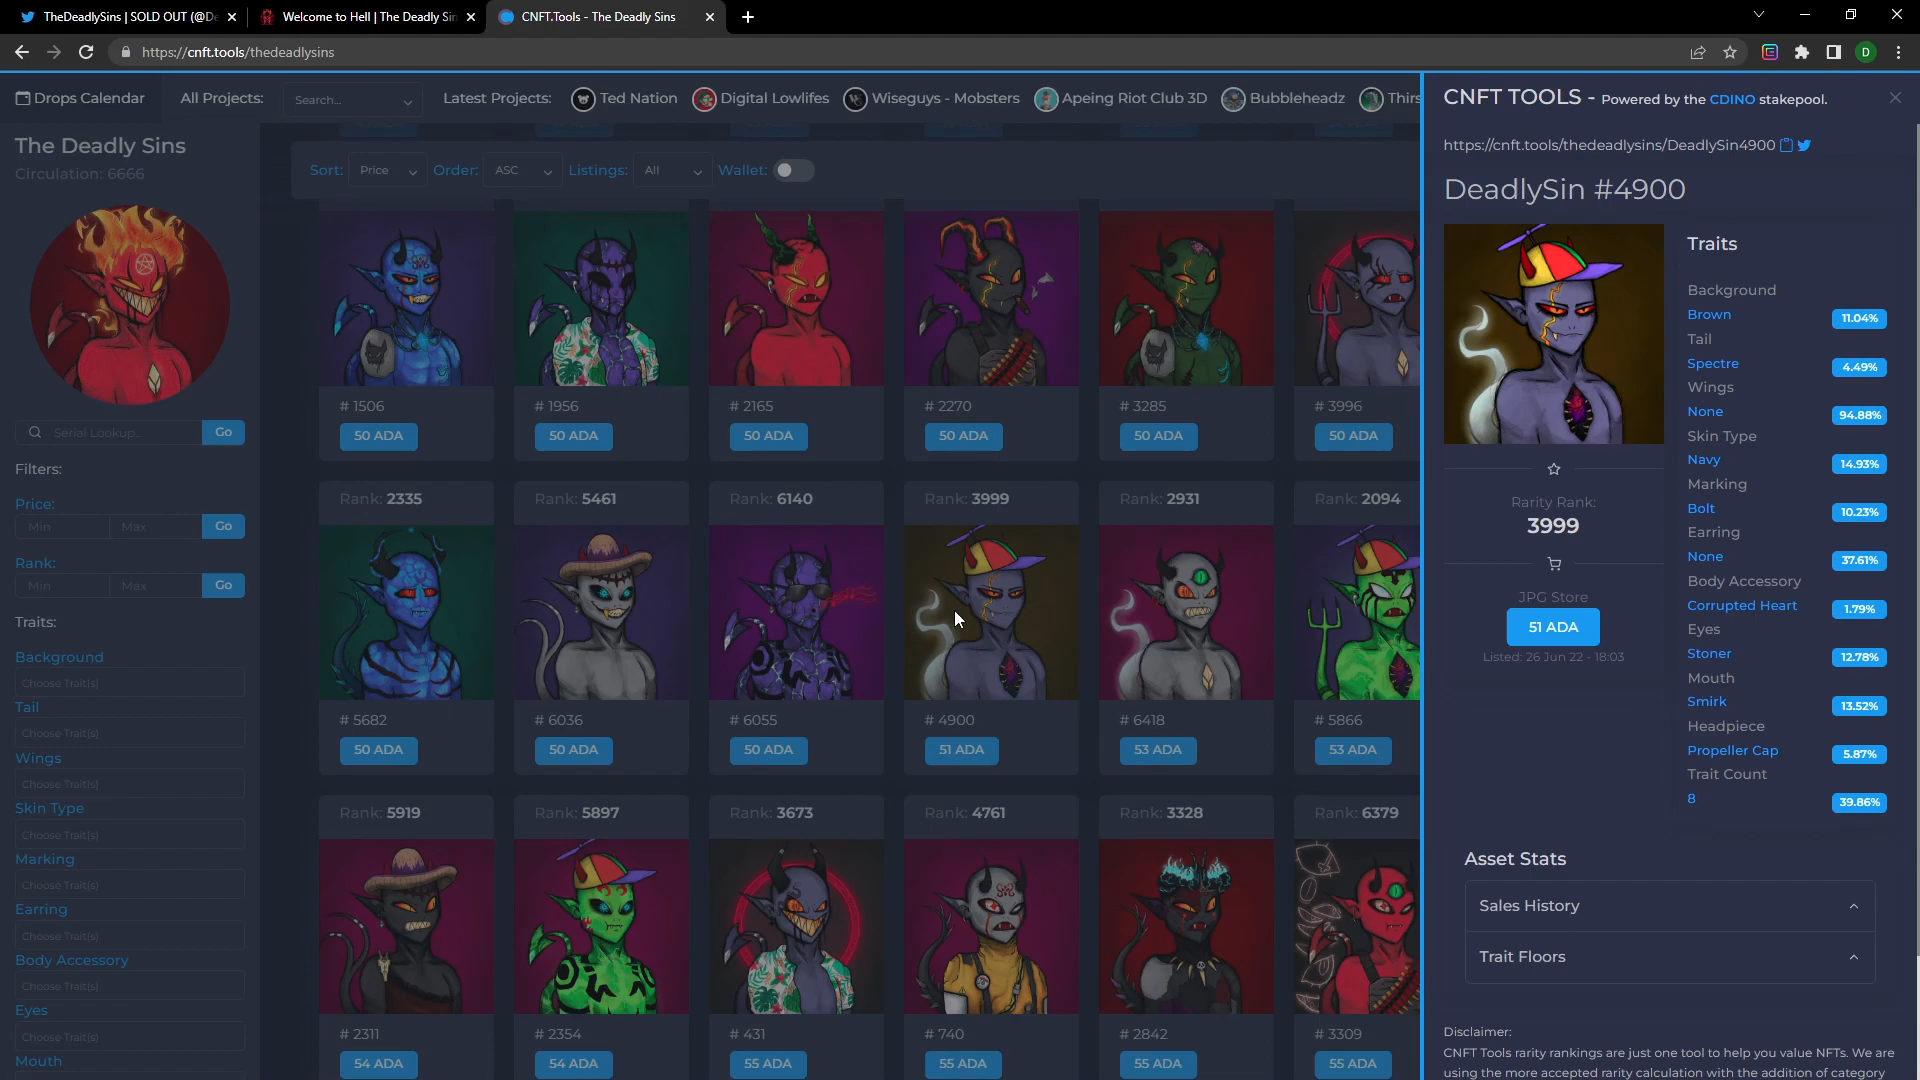 TheDeadlySins | SOLD OUT (@De
Welcome to Hell | The Deadly Sin
CNFT.Tools - The Deadly Sins
https://cnft.tools/thedeadlysins
D
Drops Calendar
All Projects:
Search...
Latest Projects:
Ted Nation
Digital Lowlifes
Wiseguys - Mobsters
Apeing Riot Club 3D
Bubbleheadz
Thirs
The Deadly Sins
Circulation: 6666
Serial Lookup...
Go
Filters:
Price:
Min
Max
Go
Rank:
Min
Max
Go
Traits:
Background
Choose Trait(s)
Tail
Choose Trait(s)
Wings
Choose Trait(s)
Skin Type
Choose Trait(s)
Marking
Choose Trait(s)
Earring
Choose Trait(s)
Body Accessory
Choose Trait(s)
Eyes
Choose Trait(s)
Mouth
Sort: Price Order: ASC Listings: All Wallet:
# 1506
# 1956
# 2165
# 2270
# 3285
# 3996
50 ADA
50 ADA
50 ADA
50 ADA
50 ADA
50 ADA
Rank: 2335
Rank: 5461
Rank: 6140
Rank: 3999
Rank: 2931
Rank: 2094
# 5682
# 6036
# 6055
# 4900
# 6418
# 5866
50 ADA
50 ADA
50 ADA
51 ADA
53 ADA
53 ADA
Rank: 5919
Rank: 5897
Rank: 3673
Rank: 4761
Rank: 3328
Rank: 6379
# 2311
# 2354
# 431
# 740
# 2842
# 3309
54 ADA
54 ADA
55 ADA
55 ADA
55 ADA
55 ADA
CNFT TOOLS - Powered by the CDINO stakepool.
https://cnft.tools/thedeadlysins/DeadlySin4900
DeadlySin #4900
Rarity Rank:
3999
JPG Store
51 ADA
Listed: 26 Jun 22 - 18:03
Traits
Background
Brown 11.04%
Tail
Spectre 4.49%
Wings
None 94.88%
Skin Type
Navy 14.93%
Marking
Bolt 10.23%
Earring
None 37.61%
Body Accessory
Corrupted Heart 1.79%
Eyes
Stoner 12.78%
Mouth
Smirk 13.52%
Headpiece
Propeller Cap 5.87%
Trait Count
8 39.86%
Asset Stats
Sales History
Trait Floors
Disclaimer:
CNFT Tools rarity rankings are just one tool to help you value NFTs. We are
using the more accepted rarity calculation with the addition of category